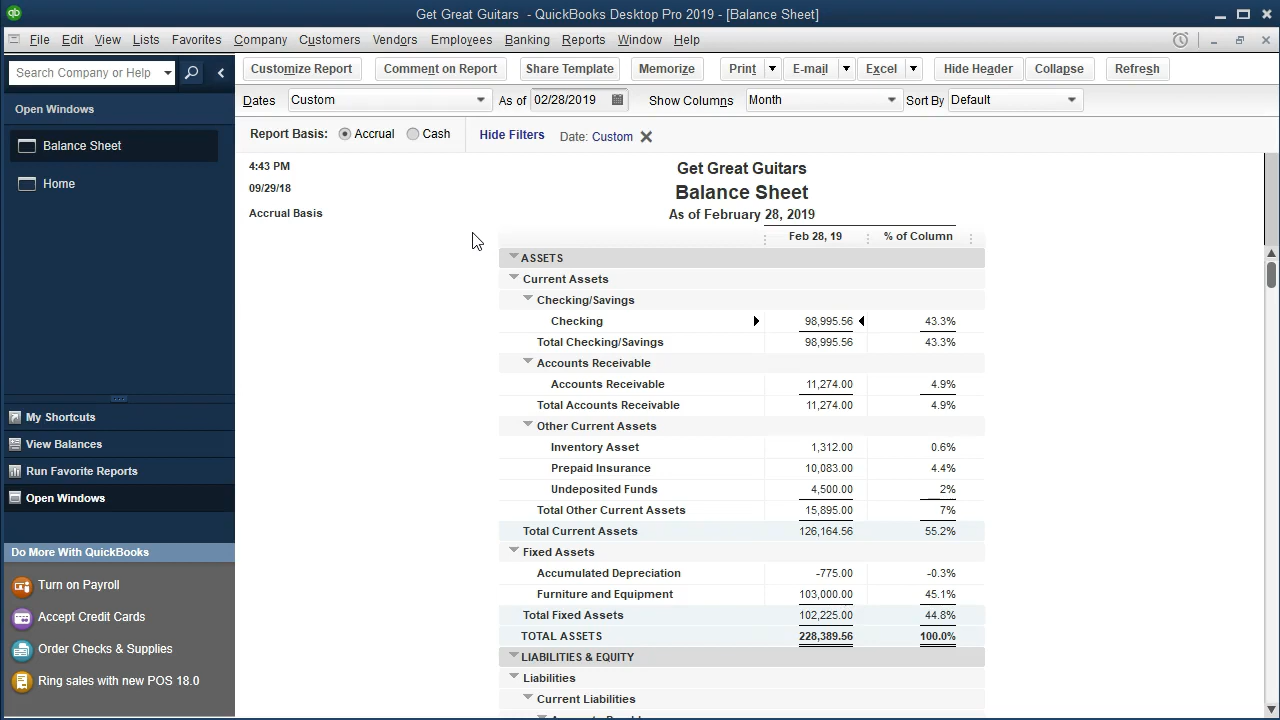 Get Great Guitars - QuickBooks Desktop Pro 2019 - [Balance Sheet]
File Edit View Lists Favorites Company Customers Vendors Employees Banking Reports Window Help
Search Company or Help
Customize Report Comment on Report Share Template Memorize Print E-mail Excel Hide Header Collapse Refresh
Open Windows
Dates Custom As of 02/28/2019 Show Columns Month Sort By Default
Balance Sheet
Home
Report Basis: Accrual Cash Hide Filters Date: Custom
4:43 PM
09/29/18
Accrual Basis
Get Great Guitars
Balance Sheet
As of February 28, 2019
Feb 28, 19 % of Column
ASSETS
Current Assets
Checking/Savings
Checking 98,995.56 43.3%
Total Checking/Savings 98,995.56 43.3%
Accounts Receivable
Accounts Receivable 11,274.00 4.9%
Total Accounts Receivable 11,274.00 4.9%
Other Current Assets
Inventory Asset 1,312.00 0.6%
Prepaid Insurance 10,083.00 4.4%
Undeposited Funds 4,500.00 2%
Total Other Current Assets 15,895.00 7%
Total Current Assets 126,164.56 55.2%
Fixed Assets
Accumulated Depreciation -775.00 -0.3%
Furniture and Equipment 103,000.00 45.1%
Total Fixed Assets 102,225.00 44.8%
TOTAL ASSETS 228,389.56 100.0%
LIABILITIES & EQUITY
Liabilities
Current Liabilities
My Shortcuts
View Balances
Run Favorite Reports
Open Windows
Do More With QuickBooks
Turn on Payroll
Accept Credit Cards
Order Checks & Supplies
Ring sales with new POS 18.0